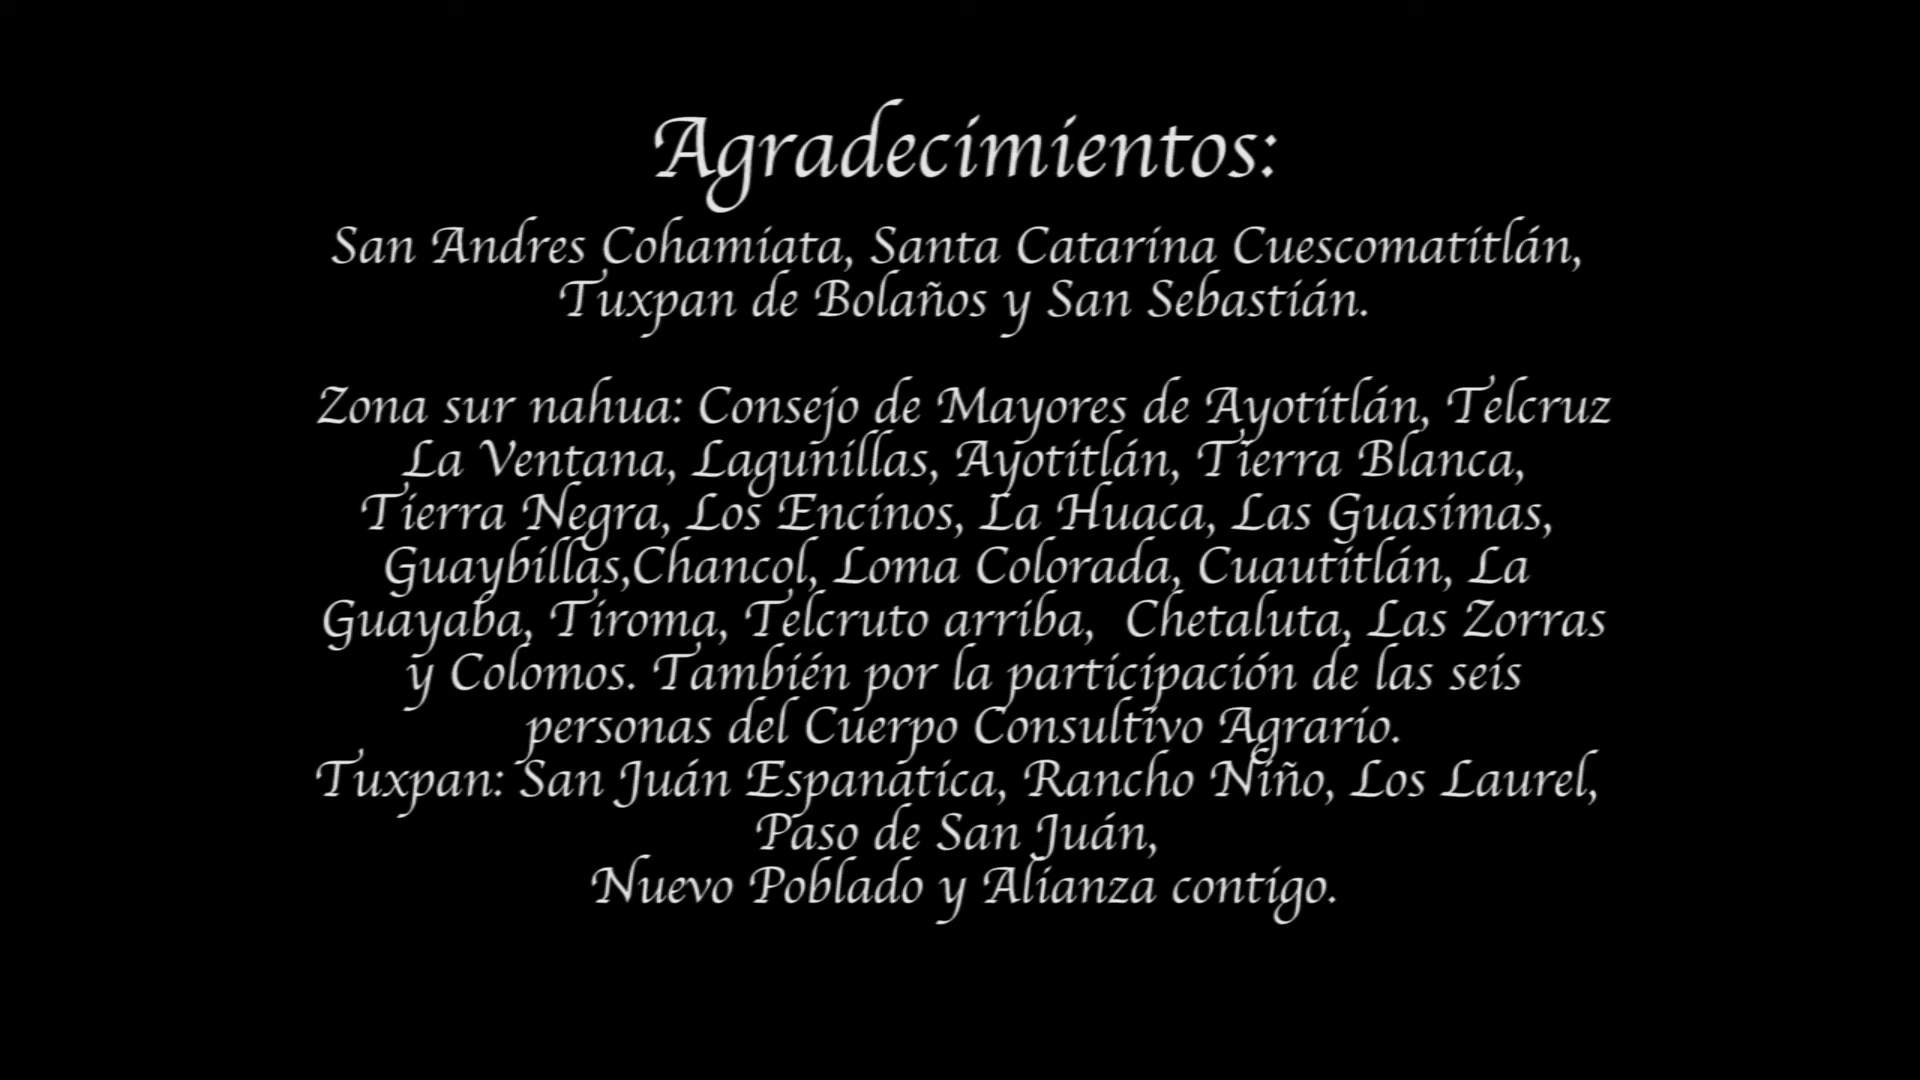 Agradecimientos:
San Andres Cohamiata, Santa Catarina Cuescomatitlán,
Tuxpan de Bolaños y San Sebastián.
Zona sur nahua: Consejo de Mayores de Ayotitlán, Telcruz
La Ventana, Lagunillas, Ayotitlán, Tierra Blanca,
Tierra Negra, Los Encinos, La Huaca, Las Guasimas,
Guaybillas,Chancol, Loma Colorada, Cuautitlán, La
Guayaba, Tiroma, Telcruto arriba,  Chetaluta, Las Zorras
y Colomos. También por la participación de las seis
personas del Cuerpo Consultivo Agrario.
Tuxpan: San Juán Espanatica, Rancho Niño, Los Laurel,
Paso de San Juán,
Nuevo Poblado y Alianza contigo.